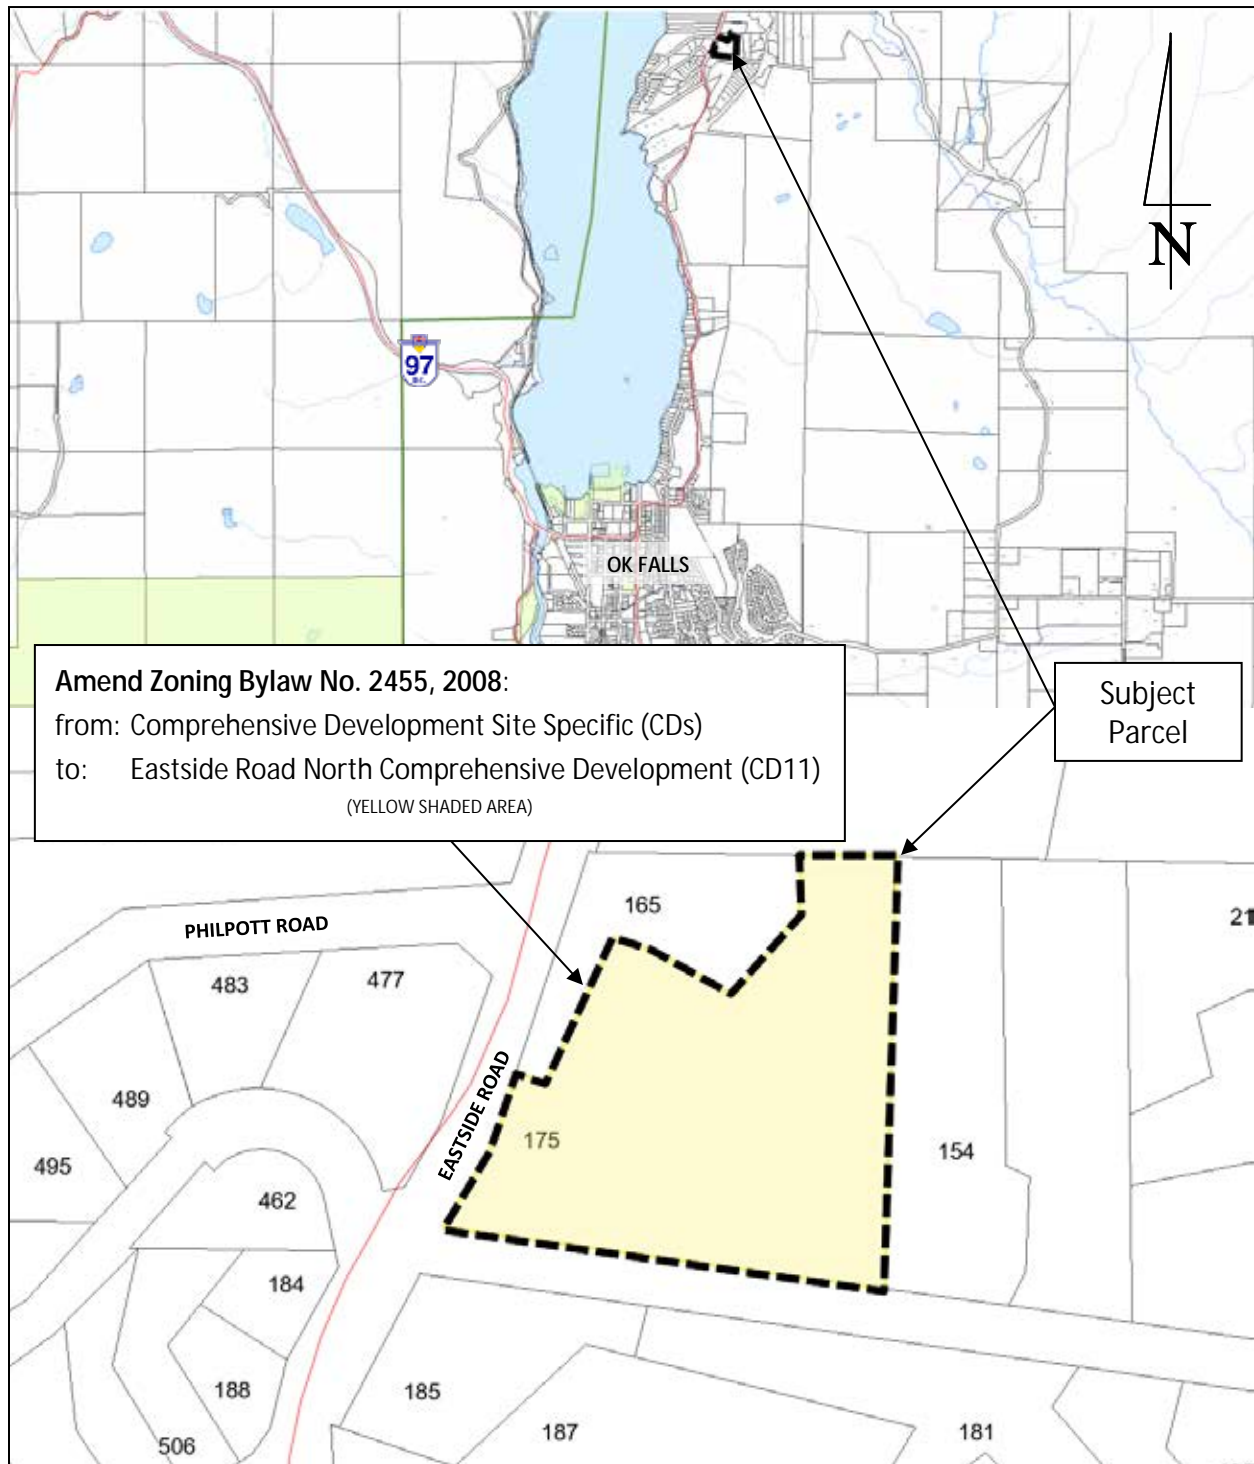 N
97
B.C.
OK FALLS
Amend Zoning Bylaw No. 2455, 2008:
from: Comprehensive Development Site Specific (CDs)
to: Eastside Road North Comprehensive Development (CD11)
(YELLOW SHADED AREA)
Subject
Parcel
165
PHILPOTT ROAD
483
477
489
495
EASTSIDE ROAD
175
154
462
184
188
185
187
181
506